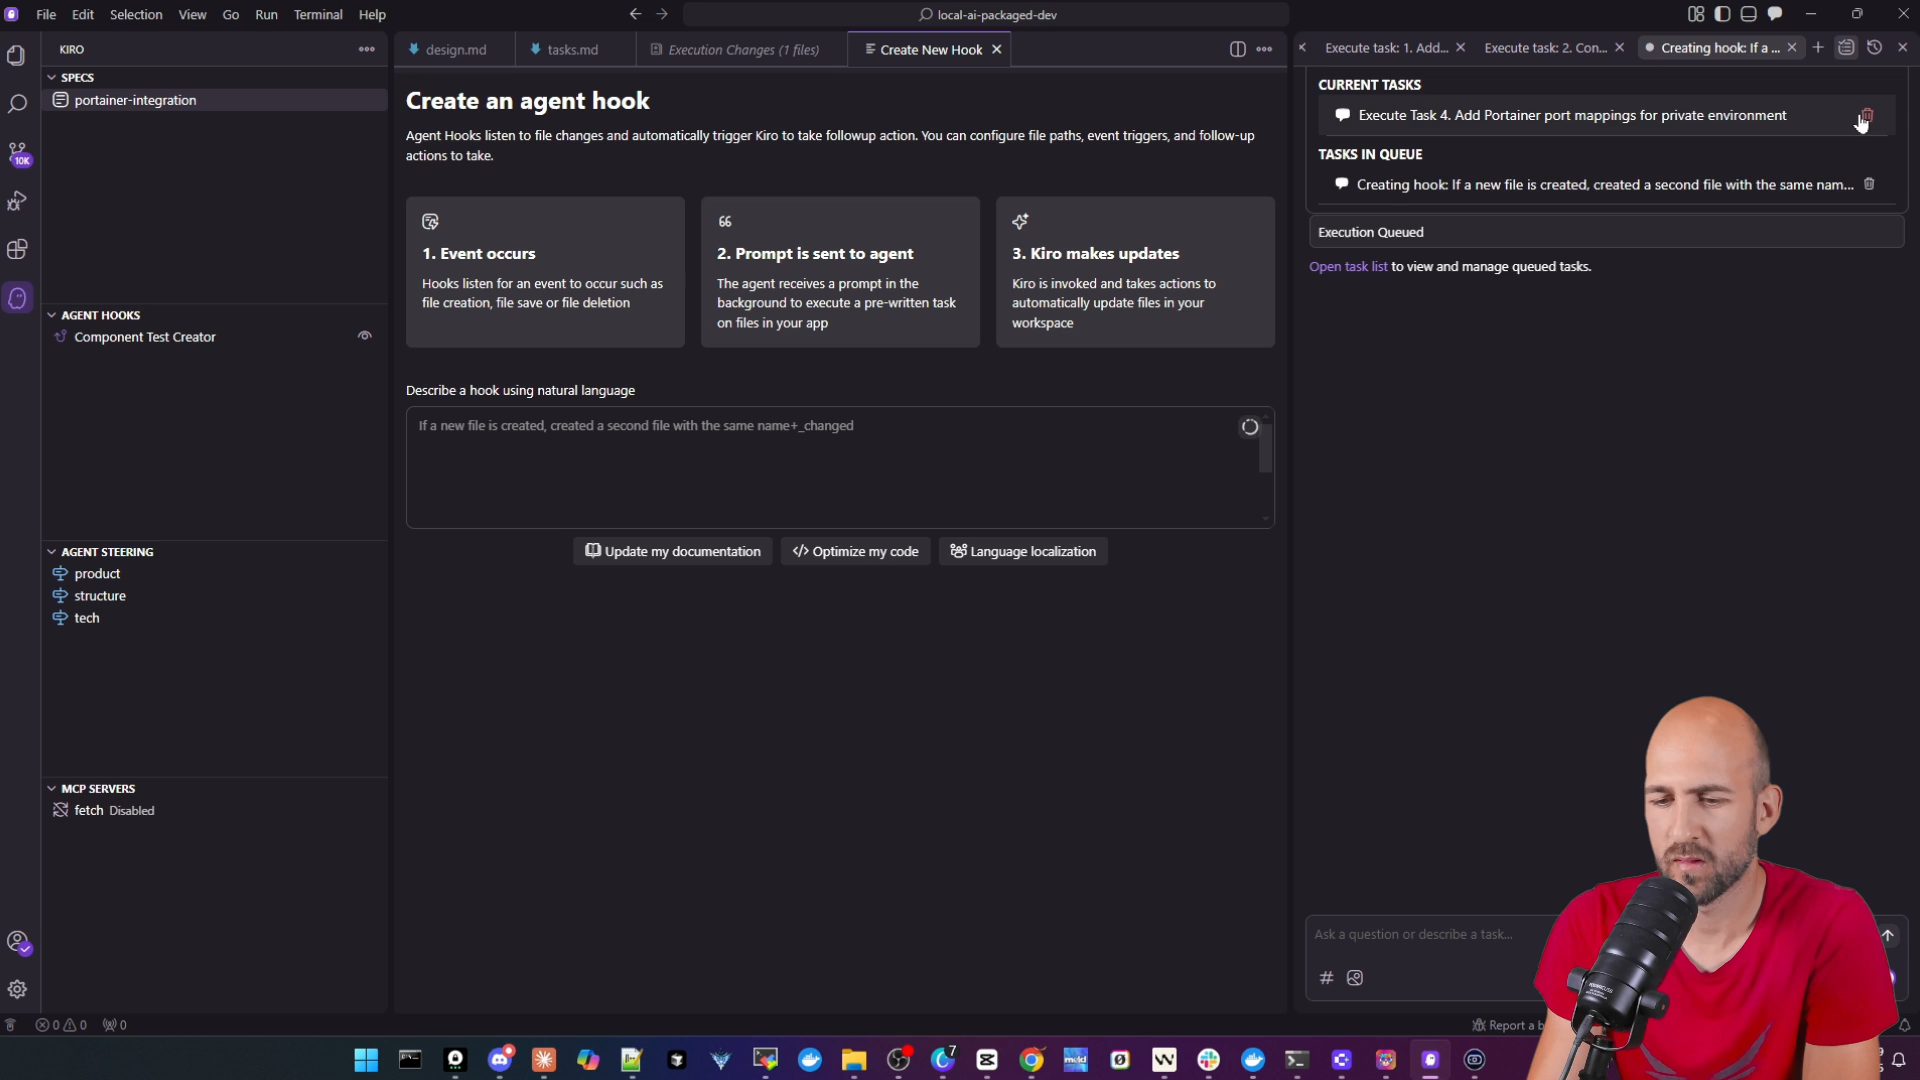 File Edit Selection View Go Run Terminal Help
local-ai-packaged-dev
KIRO
SPECS
portainer-integration
10K
AGENT HOOKS
Component Test Creator
AGENT STEERING
product
structure
tech
MCP SERVERS
fetch Disabled
design.md
tasks.md
Execution Changes (1 files)
Create New Hook
Create an agent hook
Agent Hooks listen to file changes and automatically trigger Kiro to take followup action. You can configure file paths, event triggers, and follow-up
actions to take.
1. Event occurs
Hooks listen for an event to occur such as
file creation, file save or file deletion
2. Prompt is sent to agent
The agent receives a prompt in the
background to execute a pre-written task
on files in your app
3. Kiro makes updates
Kiro is invoked and takes actions to
automatically update files in your
workspace
Describe a hook using natural language
If a new file is created, created a second file with the same name+_changed
Update my documentation
Optimize my code
Language localization
Execute task: 1. Add...
Execute task: 2. Con...
Creating hook: If a ...
CURRENT TASKS
Execute Task 4. Add Portainer port mappings for private environment
TASKS IN QUEUE
Creating hook: If a new file is created, created a second file with the same nam...
Execution Queued
Open task list to view and manage queued tasks.
Ask a question or describe a task...
0 0 0
Report a b
7
meld